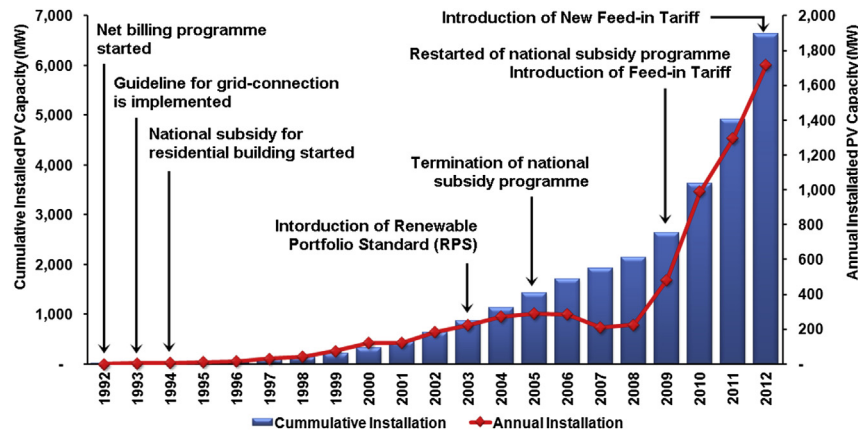 7,000
6,000
5,000
4,000
3,000
2,000
1,000
-
Cumulative Installed PV Capacity (MW)
Net billing programme
started
Guideline for grid-connection
is implemented
National subsidy for
residential building started
Intorduction of Renewable
Portfolio Standard (RPS)
Termination of national
subsidy programme
Restarted of national subsidy programme
Introduction of Feed-in Tariff
Introduction of New Feed-in Tariff
2,000
1,800
1,600
1,400
1,200
1,000
800
600
400
200
-
Annual Installatied PV Capacity (MW)
1992
1993
1994
1995
1996
1997
1998
1999
2000
2001
2002
2003
2004
2005
2006
2007
2008
2009
2010
2011
2012
Cummulative Installation
Annual Installation